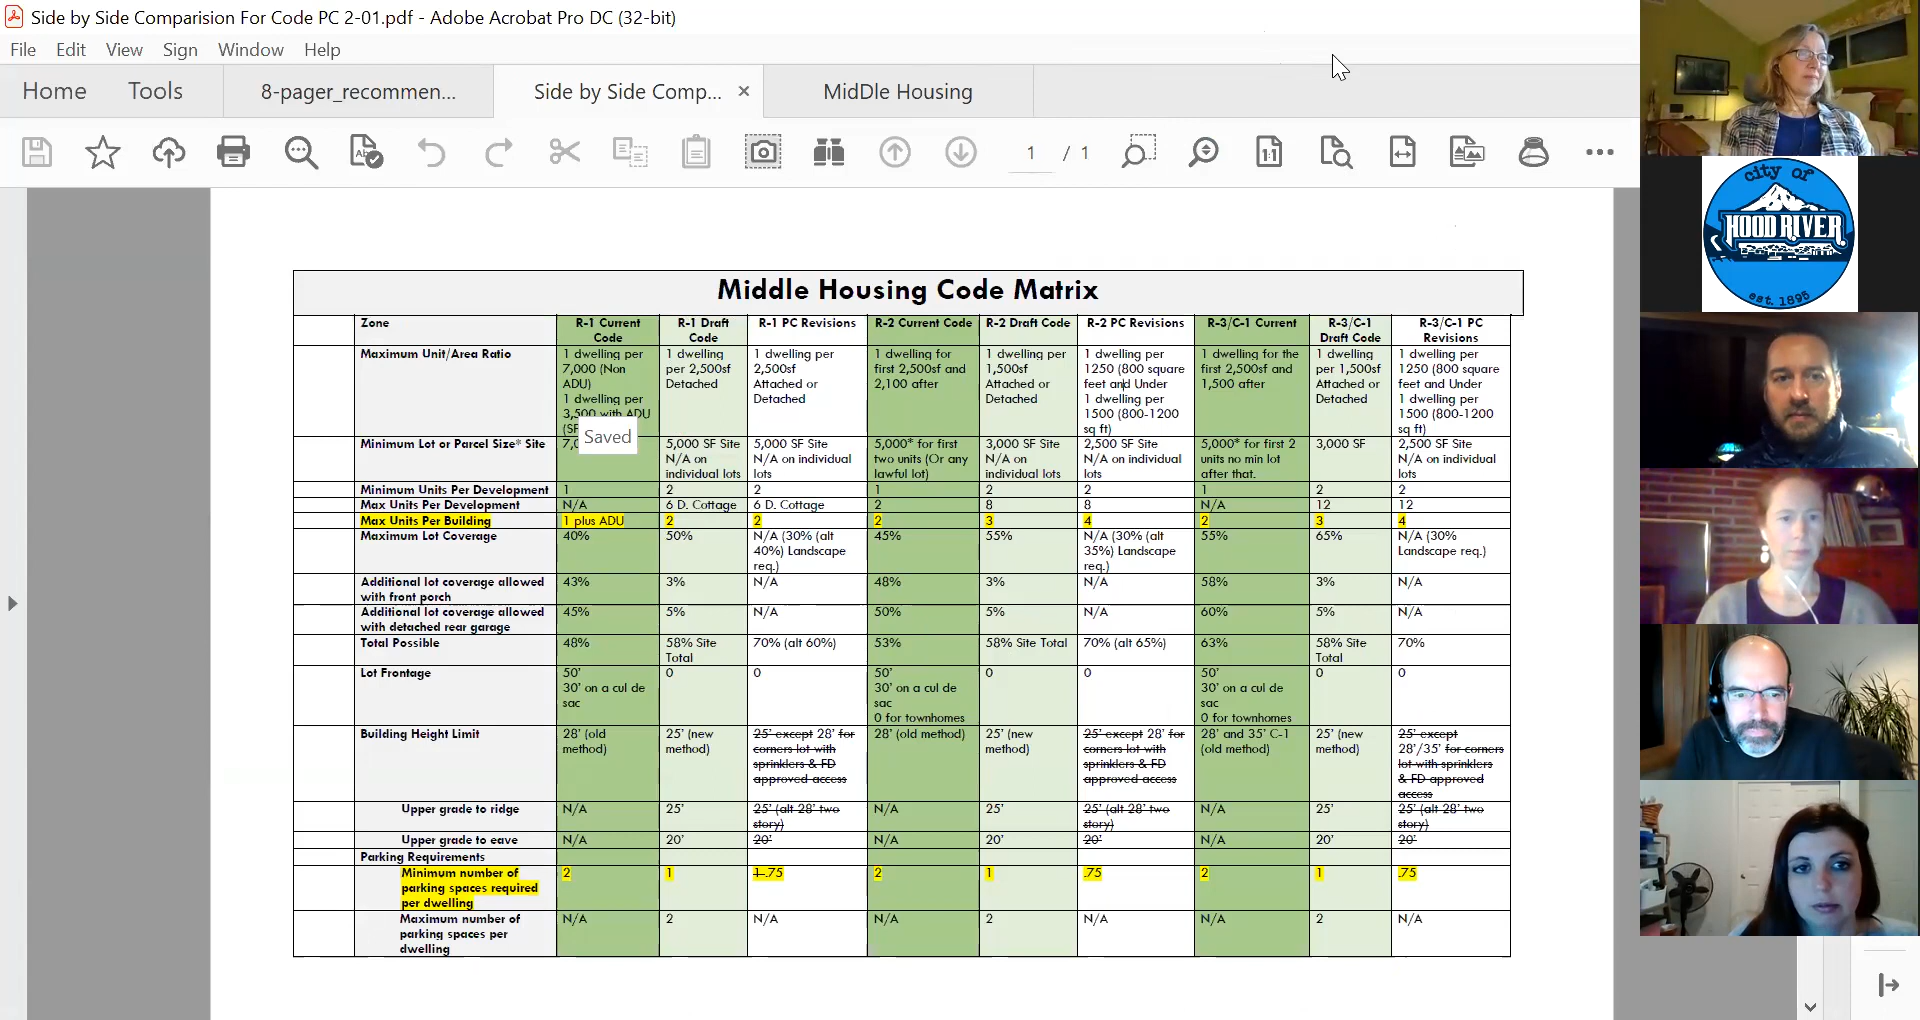 Side by Side Comparision For Code PC 2-01.pdf - Adobe Acrobat Pro DC (32-bit)
File Edit View Sign Window Help
Home Tools 8-pager_recommen... Side by Side Comp... × MidDle Housing
1 / 1
city of
HOOD RIVER
est. 1895
Middle Housing Code Matrix
Zone
R-1 Current
Code
R-1 Draft
Code
R-1 PC Revisions
R-2 Current Code
R-2 Draft Code
R-2 PC Revisions
R-3/C-1 Current
R-3/C-1
Draft Code
R-3/C-1 PC
Revisions
Maximum Unit/Area Ratio
1 dwelling per
7,000 (Non
ADU)
1 dwelling per
3,500 with ADU
(SF
1 dwelling
per 2,500sf
Detached
1 dwelling per
2,500sf
Attached or
Detached
1 dwelling for
first 2,500sf and
2,100 after
1 dwelling per
1,500sf
Attached or
Detached
1 dwelling per
1250 (800 square
feet and Under
1 dwelling per
1500 (800-1200
sq ft)
1 dwelling for the
first 2,500sf and
1,500 after
1 dwelling
per 1,500sf
Attached or
Detached
1 dwelling per
1250 (800 square
feet and Under
1 dwelling per
1500 (800-1200
sq ft)
Saved
Minimum Lot or Parcel Size* Site
7,0
5,000 SF Site
N/A on
individual lots
5,000 SF Site
N/A on individual
lots
5,000* for first
two units (Or any
lawful lot)
3,000 SF Site
N/A on
individual lots
2,500 SF Site
N/A on individual
lots
5,000* for first 2
units no min lot
after that.
3,000 SF
2,500 SF Site
N/A on individual
lots
Minimum Units Per Development 1 2 2 1 2 2 1 2 2
Max Units Per Development N/A 6 D. Cottage 6 D. Cottage 2 8 8 N/A 12 12
Max Units Per Building 1 plus ADU 2 2 2 3 4 2 3 4
Maximum Lot Coverage
40%
50%
N/A (30% (alt
40%) Landscape
req.)
45%
55%
N/A (30% (alt
35%) Landscape
req.)
55%
65%
N/A (30%
Landscape req.)
Additional lot coverage allowed
with front porch
43% 3% N/A 48% 3% N/A 58% 3% N/A
Additional lot coverage allowed
with detached rear garage
45% 5% N/A 50% 5% N/A 60% 5% N/A
Total Possible
48%
58% Site
Total
70% (alt 60%)
53%
58% Site Total
70% (alt 65%)
63%
58% Site
Total
70%
Lot Frontage
50'
30' on a cul de
sac
0
0
50'
30' on a cul de
sac
0 for townhomes
0
0
50'
30' on a cul de
sac
0 for townhomes
0
0
Building Height Limit
28' (old
method)
25' (new
method)
25' except 28' for
corners lot with
sprinklers & FD
approved access
28' (old method)
25' (new
method)
25' except 28' for
corners lot with
sprinklers & FD
approved access
28' and 35' C-1
(old method)
25' (new
method)
25' except
28'/35' for corners
lot with sprinklers
& FD approved
access
Upper grade to ridge
N/A
25'
25' (alt 28' two
story)
N/A
25'
25' (alt 28' two
story)
N/A
25'
25' (alt 28' two
story)
Upper grade to eave N/A 20' 20' N/A 20' 20' N/A 20' 20'
Parking Requirements
Minimum number of
parking spaces required
per dwelling
2 1 1 .75 2 1 .75 2 1 .75
Maximum number of
parking spaces per
dwelling
N/A 2 N/A N/A 2 N/A N/A 2 N/A